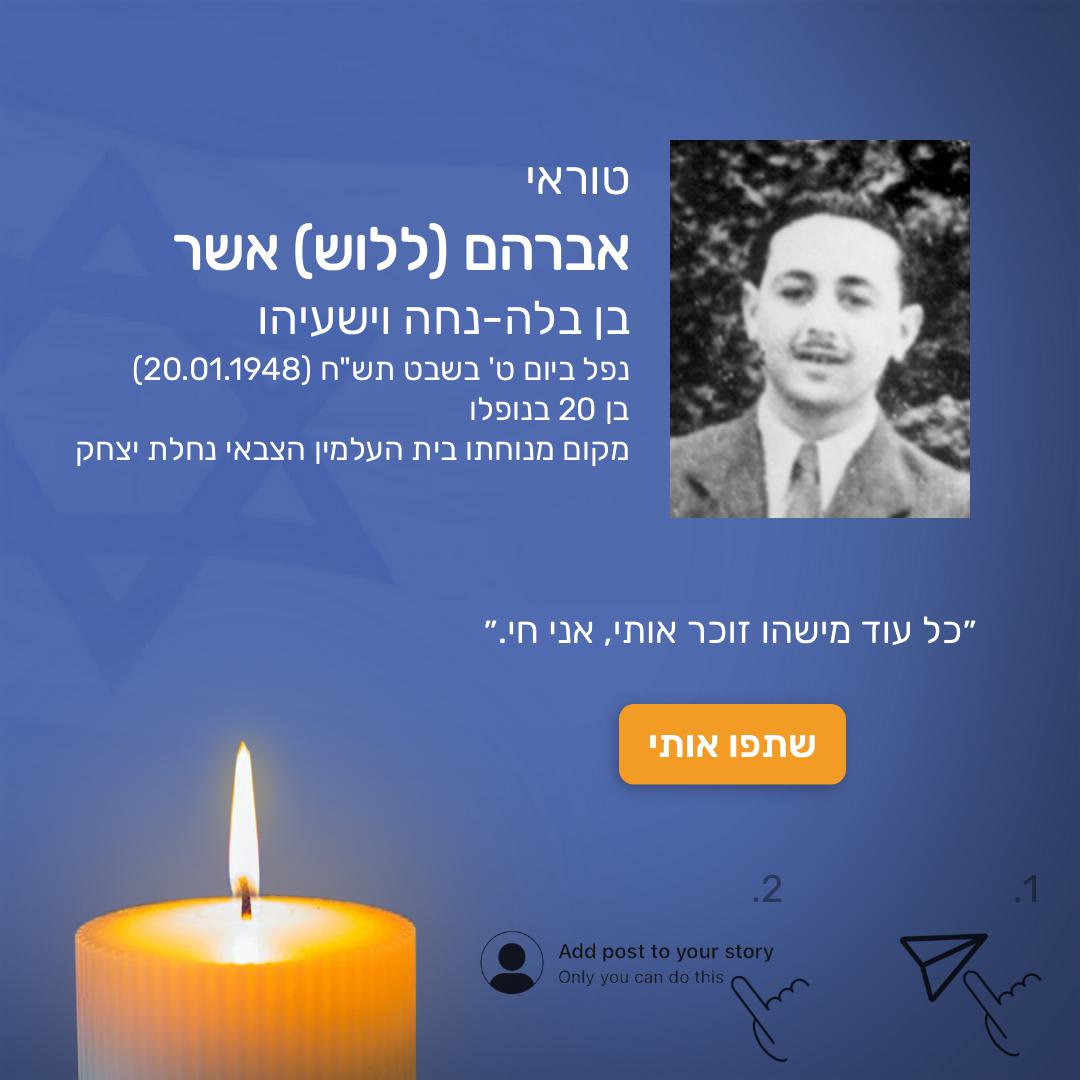 טוראי
אברהם (ללוש) אשר
בן בלה-נחה וישעיהו
נפל ביום ט' בשבט תש"ח (20.01.1948)
בן 20 בנופלו
מקום מנוחתו בית העלמין הצבאי נחלת יצחק
״כל עוד מישהו זוכר אותי, אני חי.״
שתפו אותי
1.
2.
Add post to your story
Only you can do this